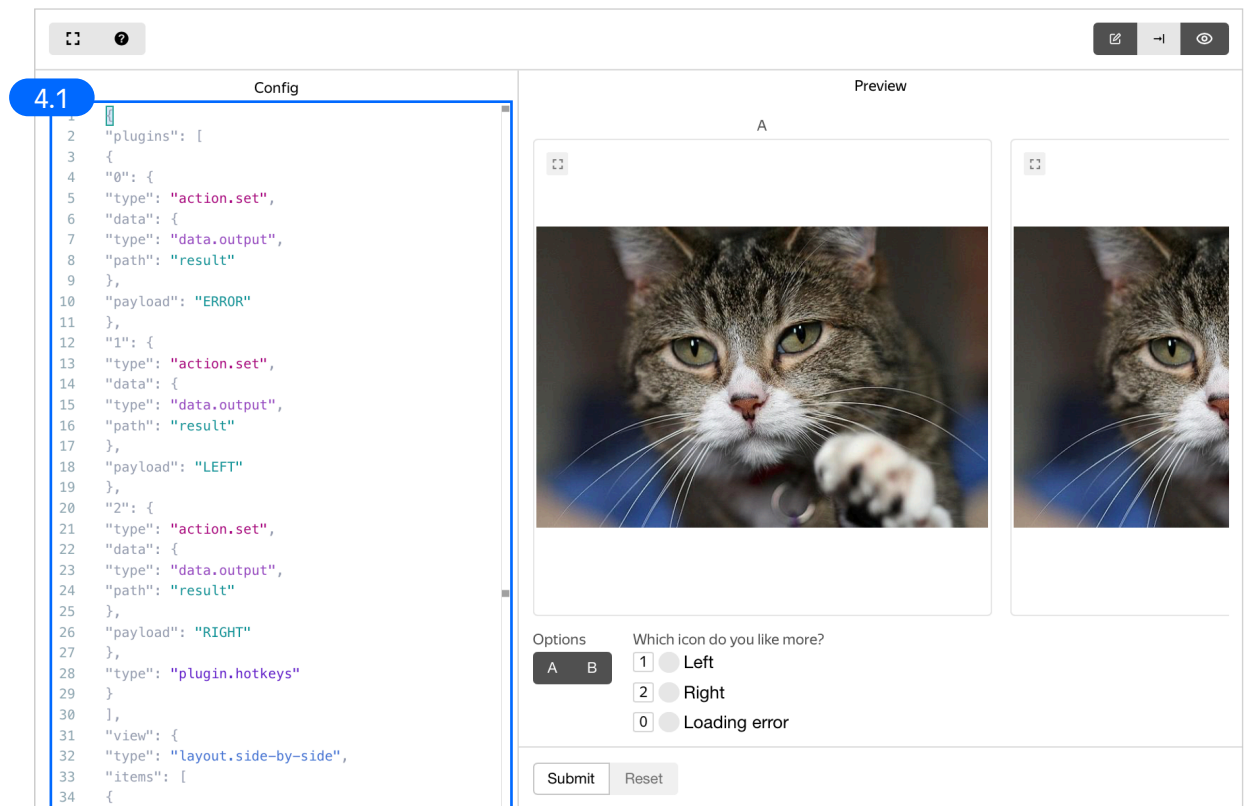 Config
Preview
4.1
1 {
2 "plugins": [
3 {
4 "0": {
5 "type": "action.set",
6 "data": {
7 "type": "data.output",
8 "path": "result"
9 },
10 "payload": "ERROR"
11 },
12 "1": {
13 "type": "action.set",
14 "data": {
15 "type": "data.output",
16 "path": "result"
17 },
18 "payload": "LEFT"
19 },
20 "2": {
21 "type": "action.set",
22 "data": {
23 "type": "data.output",
24 "path": "result"
25 },
26 "payload": "RIGHT"
27 },
28 "type": "plugin.hotkeys"
29 }
30 ],
31 "view": {
32 "type": "layout.side-by-side",
33 "items": [
34 {
A
Options
A B
Which icon do you like more?
1 Left
2 Right
0 Loading error
Submit Reset